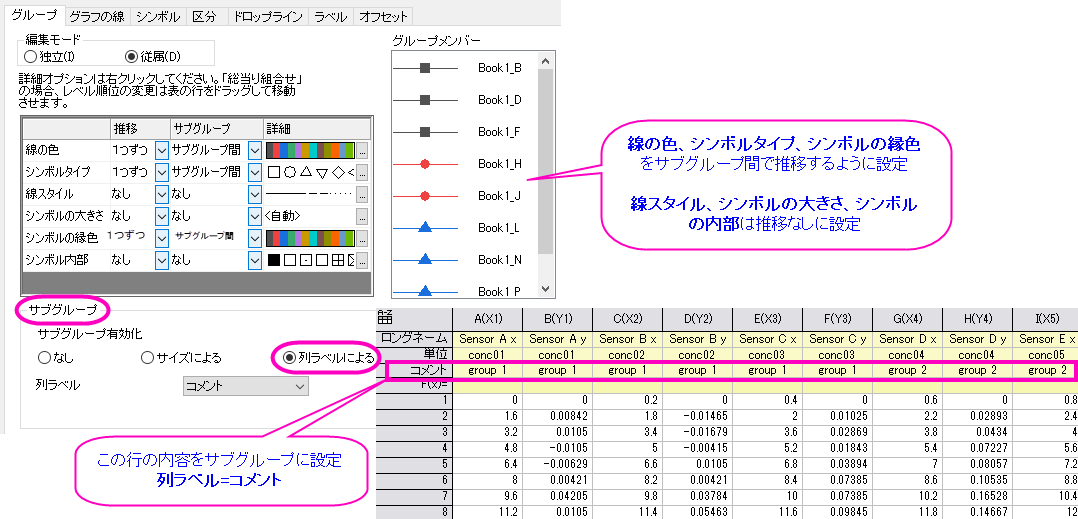 グループ グラフの線 シンボル 区分 ドロップライン ラベル オフセット
編集モード
独立(I) 従属(D)
詳細オプションは右クリックしてください。「総当り組合せ」
の場合、レベル順位の変更は表の行をドラッグして移動
させます。
推移 サブグループ 詳細
線の色 1つずつ サブグループ間 ...
シンボルタイプ 1つずつ サブグループ間 ...
線スタイル なし なし ...
シンボルの大きさ なし なし <自動> ...
シンボルの縁色 1つずつ サブグループ間 ...
シンボル内部 なし なし ...
グループメンバー
Book1_B
Book1_D
Book1_F
Book1_H
Book1_J
Book1_L
Book1_N
Book1 P
線の色、シンボルタイプ、シンボルの縁色
をサブグループ間で推移するように設定
線スタイル、シンボルの大きさ、シンボル
の内部は推移なしに設定
サブグループ
サブグループ有効化
なし サイズによる 列ラベルによる
列ラベル コメント
この行の内容をサブグループに設定
列ラベル=コメント
A(X1) B(Y1) C(X2) D(Y2) E(X3) F(Y3) G(X4) H(Y4) I(X5)
ロングネーム Sensor A x Sensor A y Sensor B x Sensor B y Sensor C x Sensor C y Sensor D x Sensor D y Sensor E x
単位 conc01 conc01 conc02 conc02 conc03 conc03 conc04 conc04 conc05
コメント group 1 group 1 group 1 group 1 group 1 group 1 group 2 group 2 group 2
F(x)=
1 0 0 0.2 0 0.4 0 0.6 0 0.8
2 1.6 0.00842 1.8 -0.01465 2 0.01025 2.2 0.02893 2.4
3 3.2 0.0105 3.4 -0.01679 3.6 0.02869 3.8 0.0434 4
4 4.8 -0.0105 5 -0.00415 5.2 0.01843 5.4 0.07227 5.6
5 6.4 -0.00629 6.6 0.0105 6.8 0.03894 7 0.08057 7.2
6 8 0.00421 8.2 0.00421 8.4 0.07385 8.6 0.10535 8.8
7 9.6 0.04205 9.8 0.03784 10 0.07385 10.2 0.16528 10.4
8 11.2 0.0105 11.4 0.05463 11.6 0.09845 11.8 0.14667 12